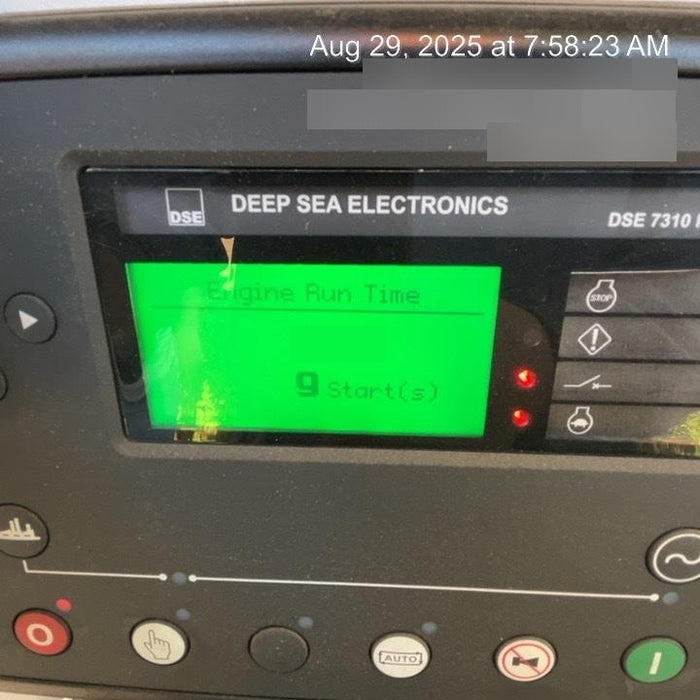 Aug 29, 2025 at 7:58:23 AM
DSE
DEEP SEA ELECTRONICS
DSE 7310
Engine Run Time
9 Start(s)
STOP
AUTO